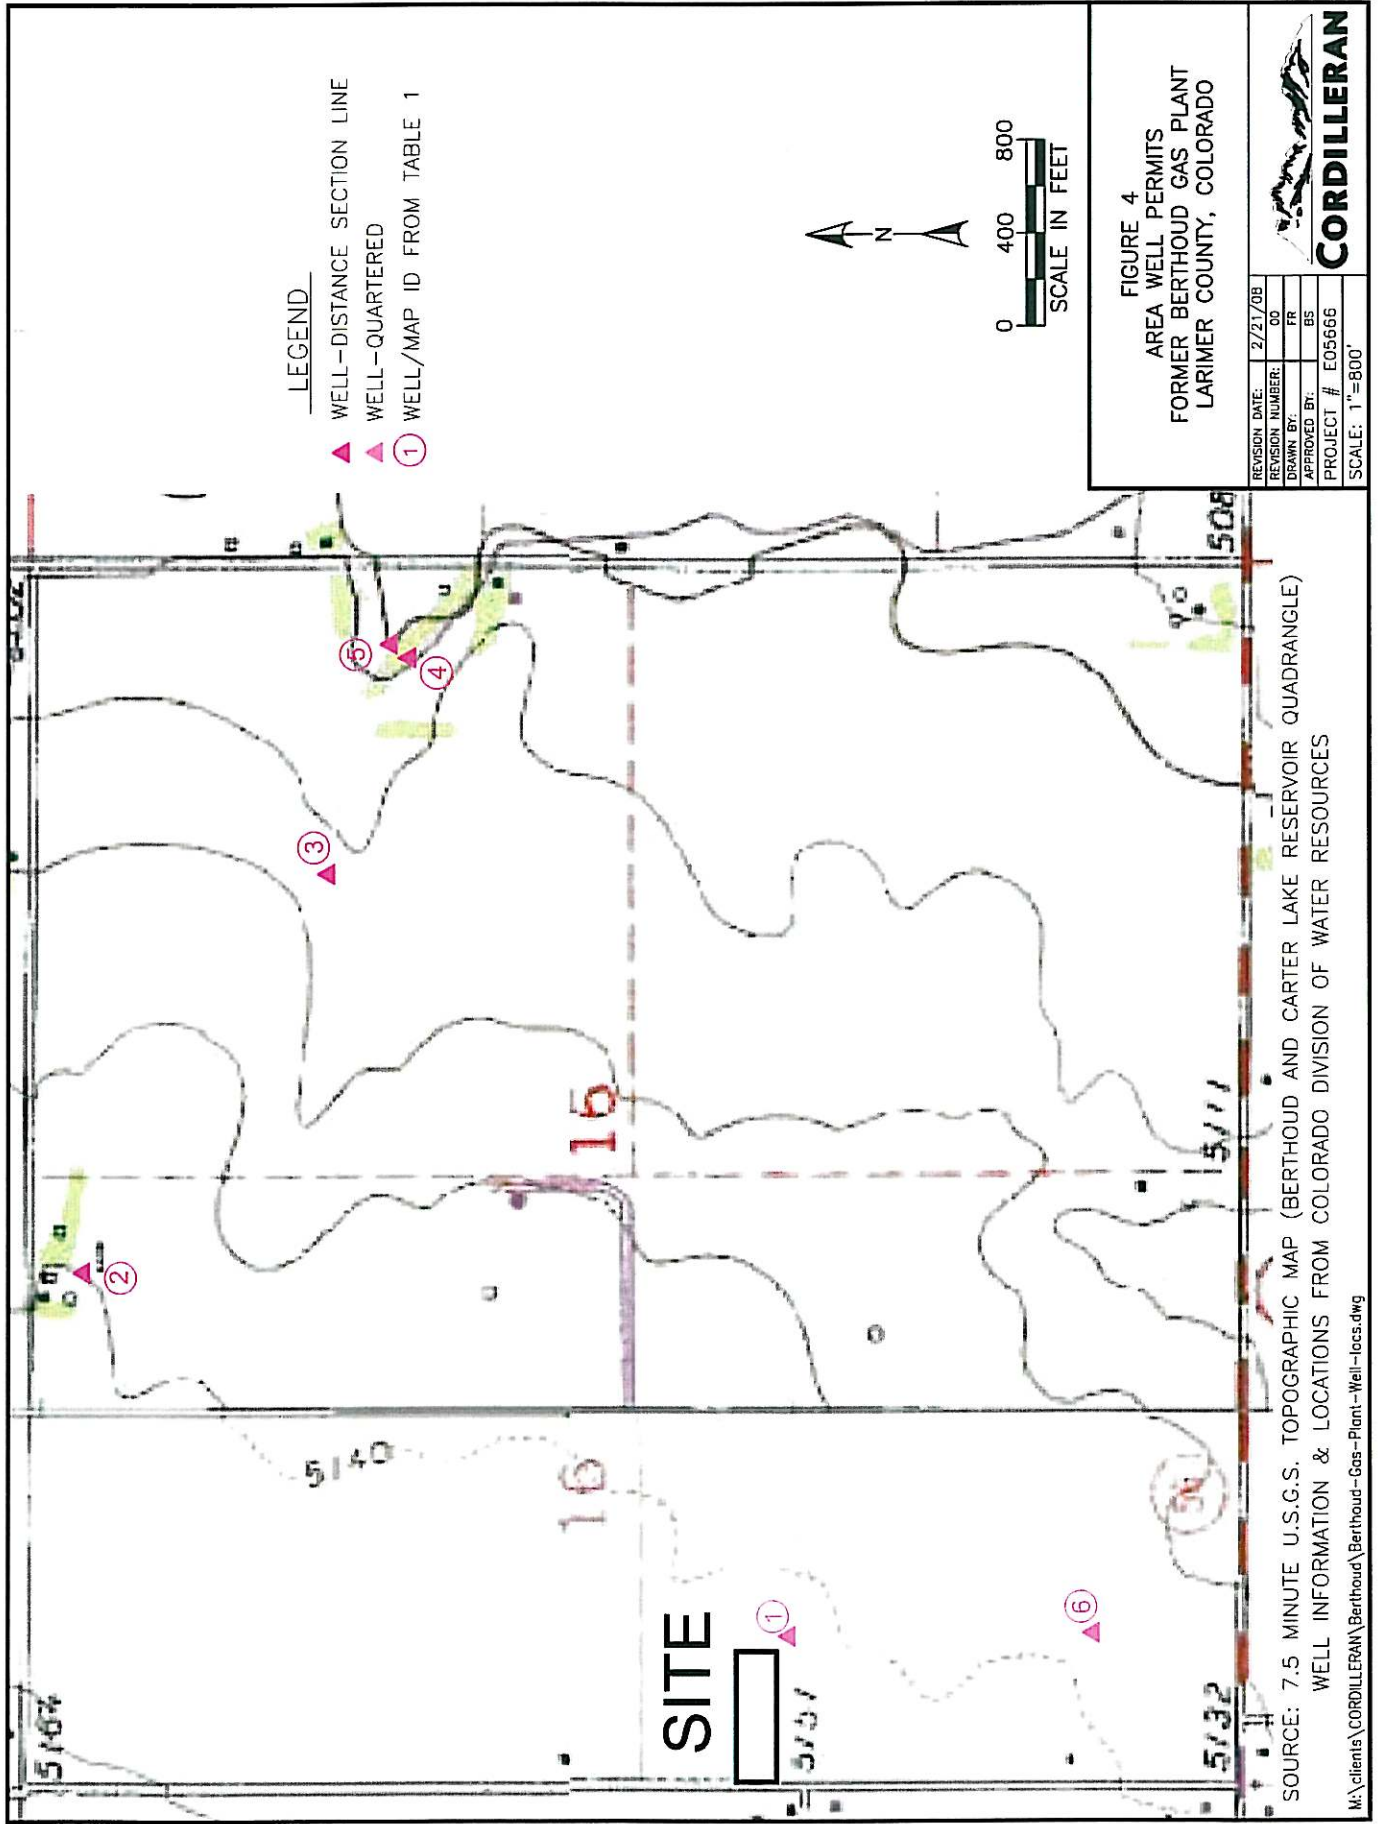 LEGEND
WELL-DISTANCE SECTION LINE
WELL-QUARTERED
1 WELL/MAP ID FROM TABLE 1
N
0 400 800
SCALE IN FEET
5164
5140
2
3
5
4
16
15
SITE
1
5151
6
5132
5111
508
SOURCE: 7.5 MINUTE U.S.G.S. TOPOGRAPHIC MAP (BERTHOUD AND CARTER LAKE RESERVOIR QUADRANGLE)
WELL INFORMATION & LOCATIONS FROM COLORADO DIVISION OF WATER RESOURCES
M:\clients\CORDILLERAN\Berthoud\Berthoud-Gas-Plant-Well-locs.dwg
FIGURE 4
AREA WELL PERMITS
FORMER BERTHOUD GAS PLANT
LARIMER COUNTY, COLORADO
REVISION DATE: 2/21/08
REVISION NUMBER: 00
DRAWN BY: FR
APPROVED BY: BS
PROJECT # E05666
SCALE: 1"=800'
CORDILLERAN